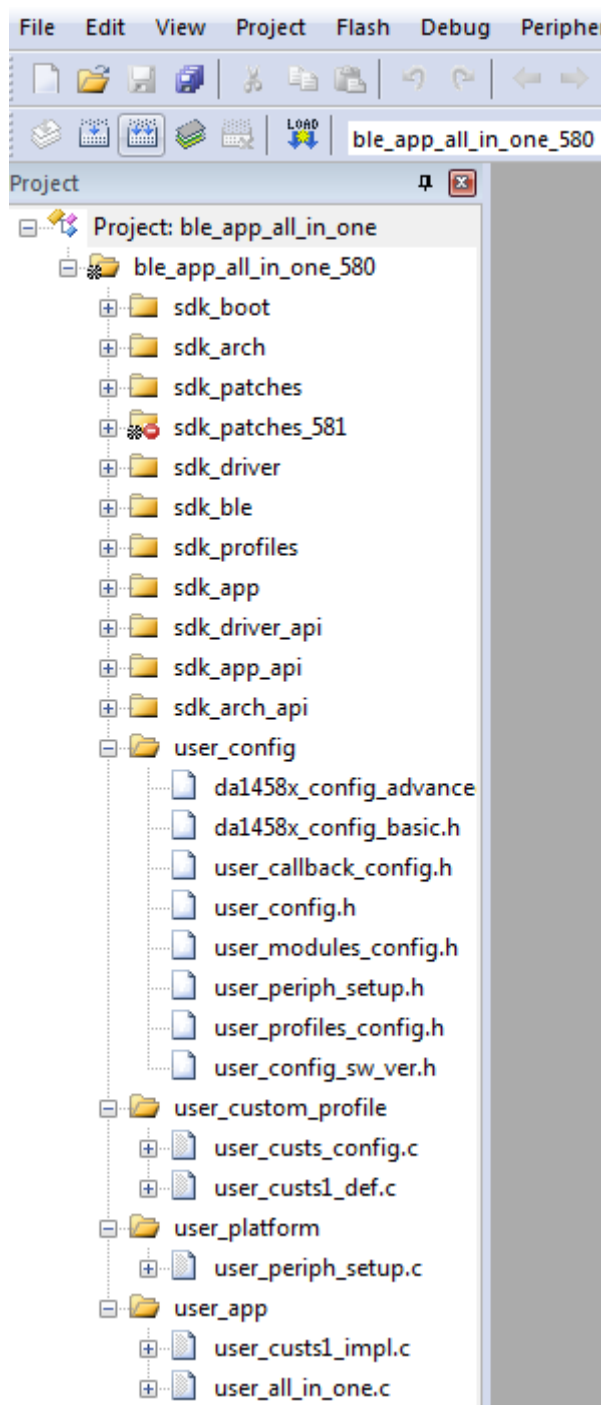 File Edit View Project Flash Debug Periphe
LOAD
ble_app_all_in_one_580
Project
Project: ble_app_all_in_one
ble_app_all_in_one_580
sdk_boot
sdk_arch
sdk_patches
sdk_patches_581
sdk_driver
sdk_ble
sdk_profiles
sdk_app
sdk_driver_api
sdk_app_api
sdk_arch_api
user_config
da1458x_config_advance
da1458x_config_basic.h
user_callback_config.h
user_config.h
user_modules_config.h
user_periph_setup.h
user_profiles_config.h
user_config_sw_ver.h
user_custom_profile
user_custs_config.c
user_custs1_def.c
user_platform
user_periph_setup.c
user_app
user_custs1_impl.c
user_all_in_one.c